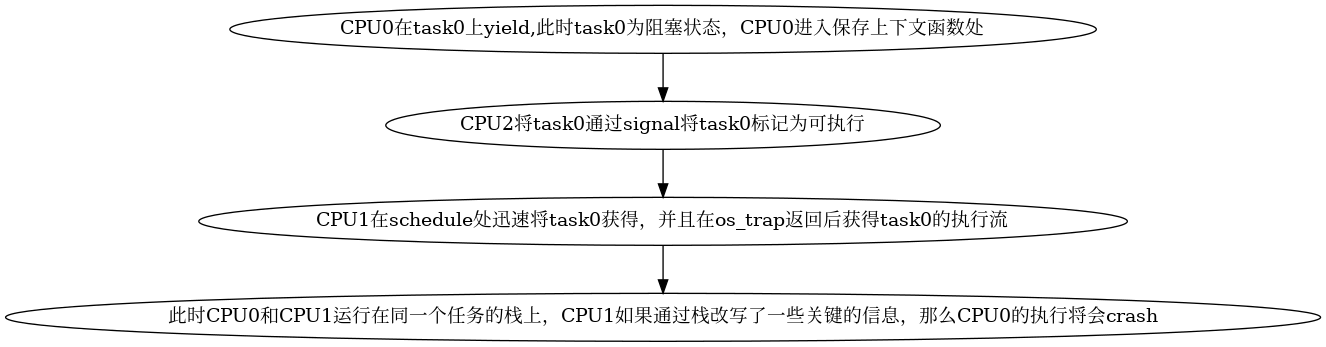 CPU0在task0上yield,此时task0为阻塞状态，CPU0进入保存上下文函数处
CPU2将task0通过signal将task0标记为可执行
CPU1在schedule处迅速将task0获得，并且在os_trap返回后获得task0的执行流
此时CPU0和CPU1运行在同一个任务的栈上，CPU1如果通过栈改写了一些关键的信息，那么CPU0的执行将会crash